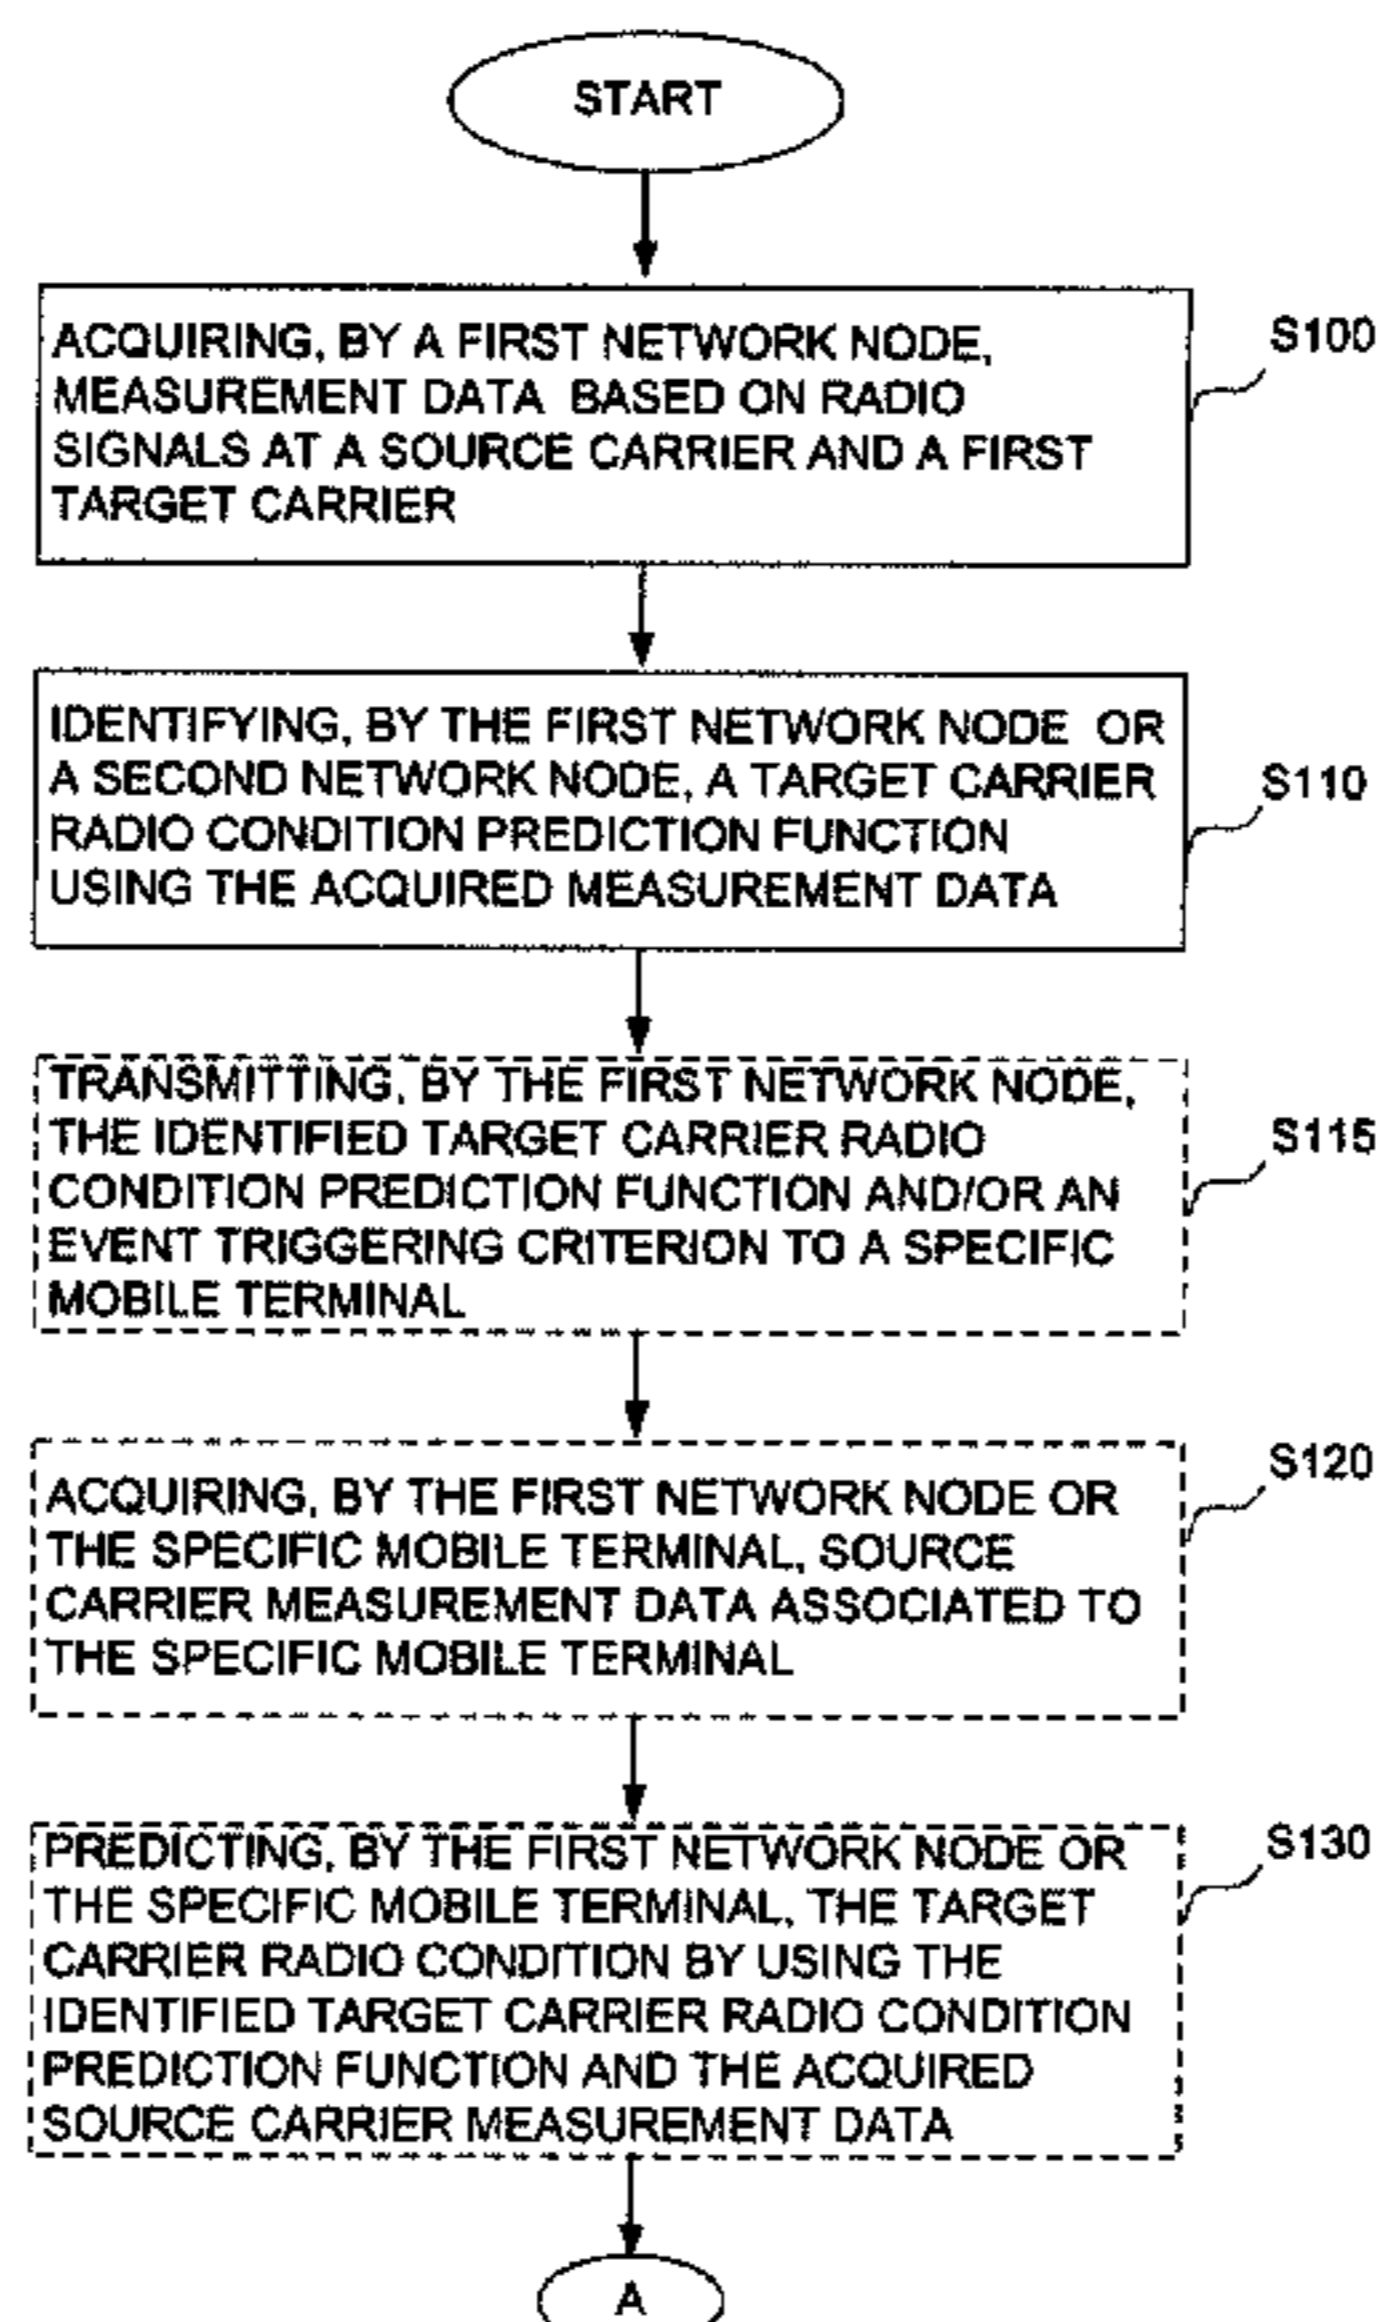 START
ACQUIRING, BY A FIRST NETWORK NODE,
MEASUREMENT DATA BASED ON RADIO
SIGNALS AT A SOURCE CARRIER AND A FIRST
TARGET CARRIER
S100
IDENTIFYING, BY THE FIRST NETWORK NODE OR
A SECOND NETWORK NODE, A TARGET CARRIER
RADIO CONDITION PREDICTION FUNCTION
USING THE ACQUIRED MEASUREMENT DATA
S110
TRANSMITTING, BY THE FIRST NETWORK NODE,
THE IDENTIFIED TARGET CARRIER RADIO
CONDITION PREDICTION FUNCTION AND/OR AN
EVENT TRIGGERING CRITERION TO A SPECIFIC
MOBILE TERMINAL
S115
ACQUIRING, BY THE FIRST NETWORK NODE OR
THE SPECIFIC MOBILE TERMINAL, SOURCE
CARRIER MEASUREMENT DATA ASSOCIATED TO
THE SPECIFIC MOBILE TERMINAL
S120
PREDICTING, BY THE FIRST NETWORK NODE OR
THE SPECIFIC MOBILE TERMINAL, THE TARGET
CARRIER RADIO CONDITION BY USING THE
IDENTIFIED TARGET CARRIER RADIO CONDITION
PREDICTION FUNCTION AND THE ACQUIRED
SOURCE CARRIER MEASUREMENT DATA
S130
A